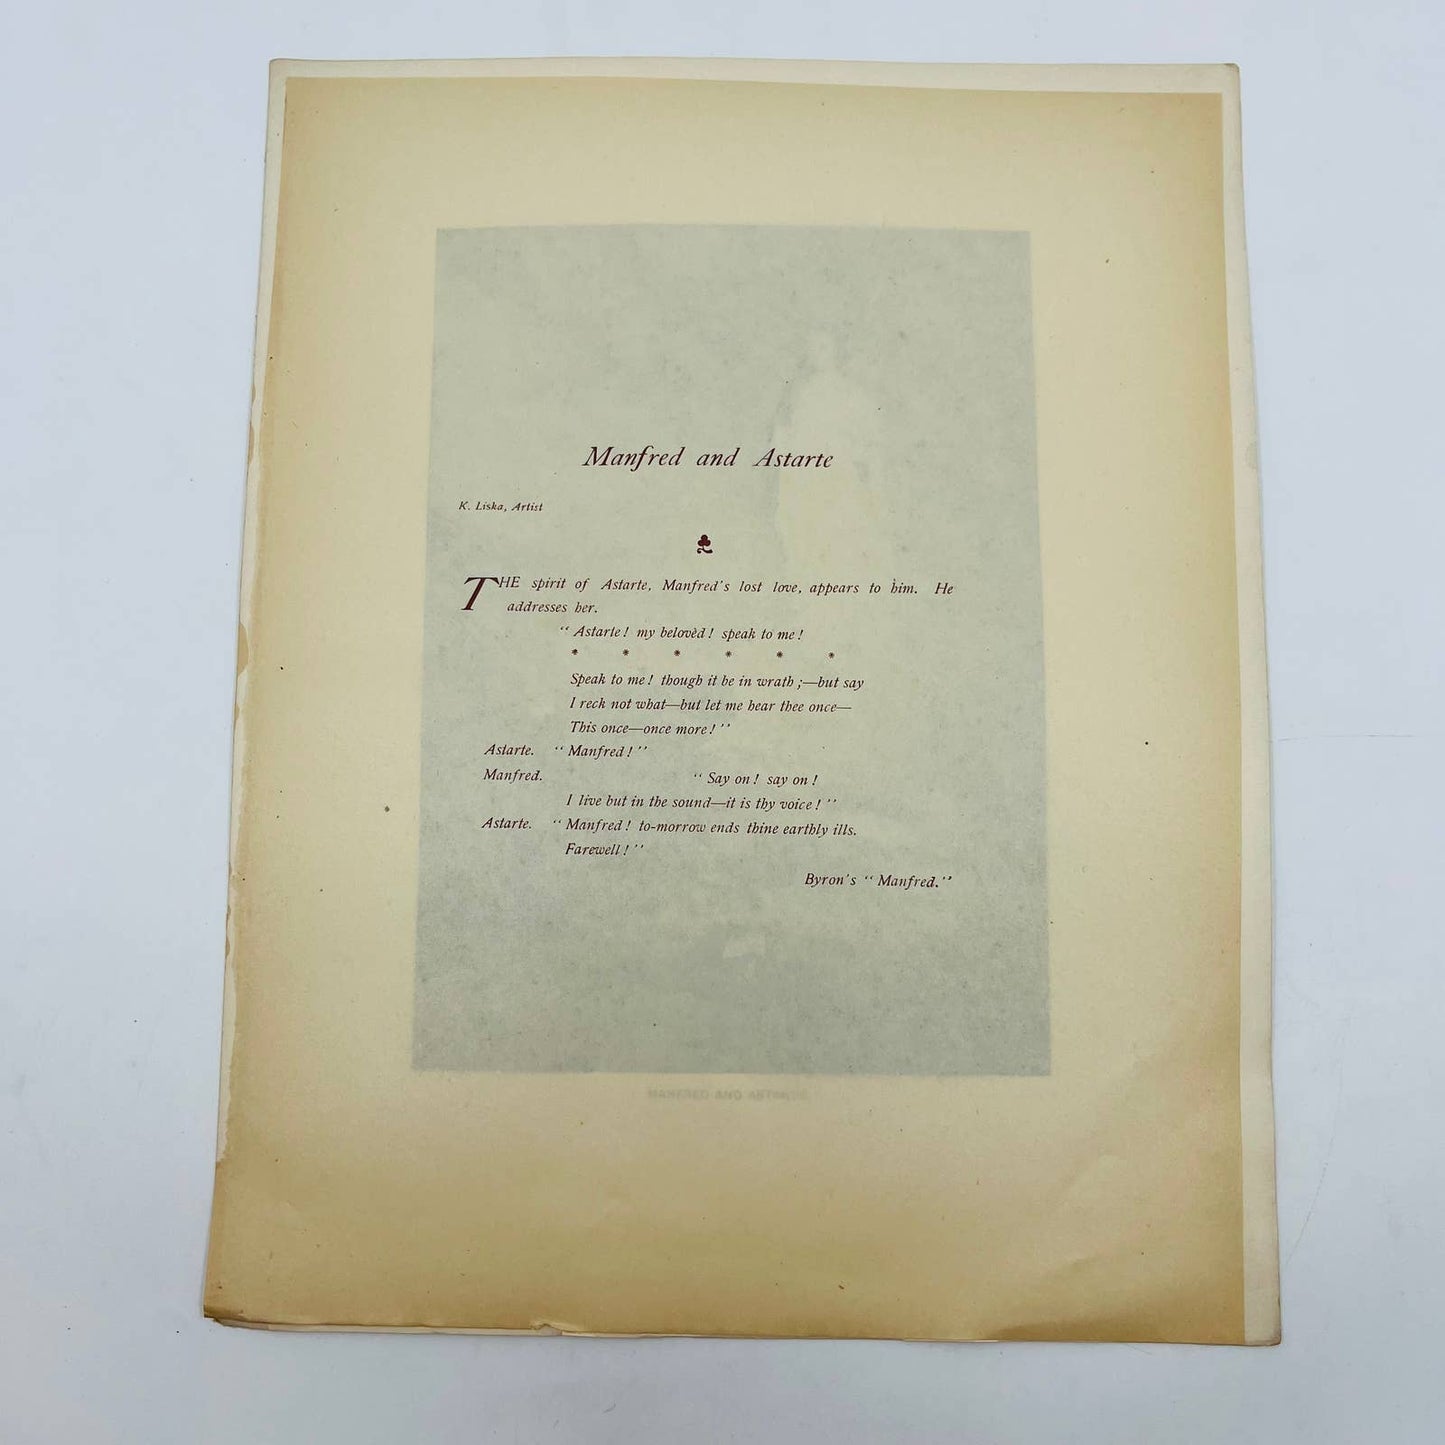 Manfred and Astarte
K. Liska, Artist
THE spirit of Astarte, Manfred's lost love, appears to him. He
addresses her.
“Astarte! my belovèd! speak to me!
* * * * * *
Speak to me! though it be in wrath;—but say
I reck not what—but let me hear thee once—
This once—once more!”
Astarte. “Manfred!”
Manfred. “Say on! say on!
I live but in the sound—it is thy voice!”
Astarte. “Manfred! to-morrow ends thine earthly ills.
Farewell!”
Byron's “Manfred.”
MANFRED AND ASTARTE